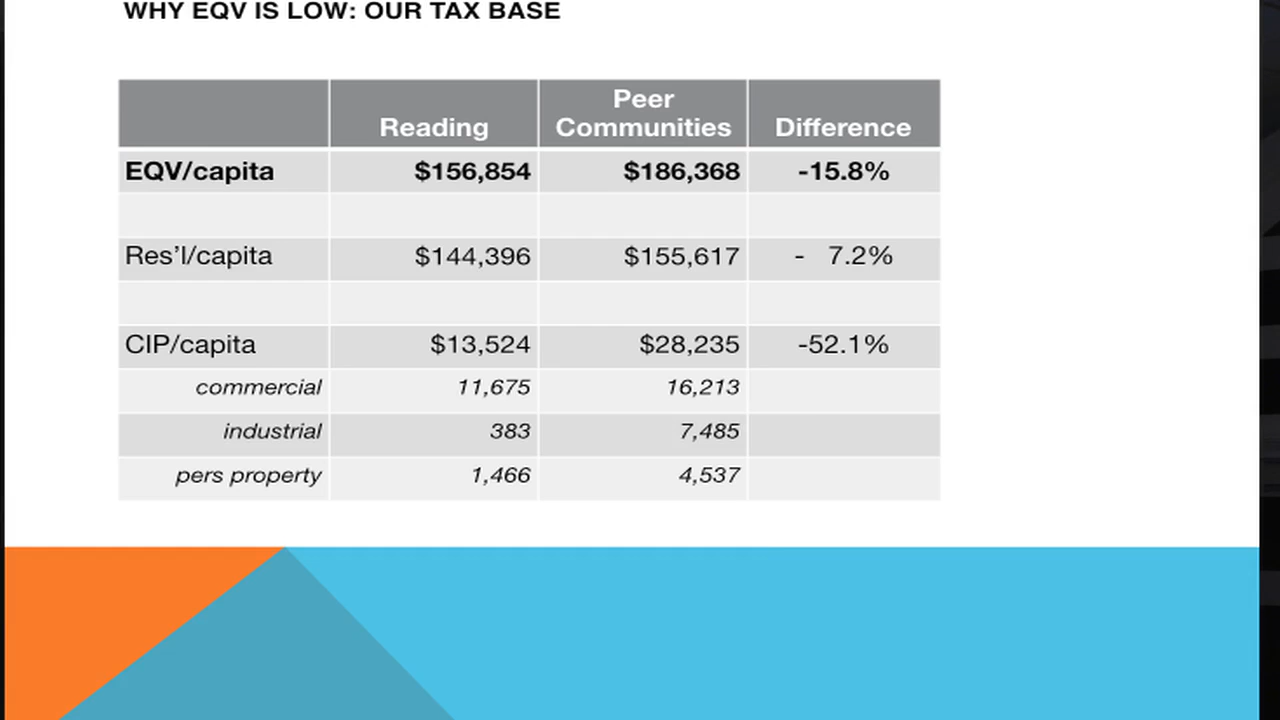 WHY EQV IS LOW: OUR TAX BASE
Reading Peer Communities Difference
EQV/capita $156,854 $186,368 -15.8%
Res’l/capita $144,396 $155,617 - 7.2%
CIP/capita $13,524 $28,235 -52.1%
commercial 11,675 16,213
industrial 383 7,485
pers property 1,466 4,537